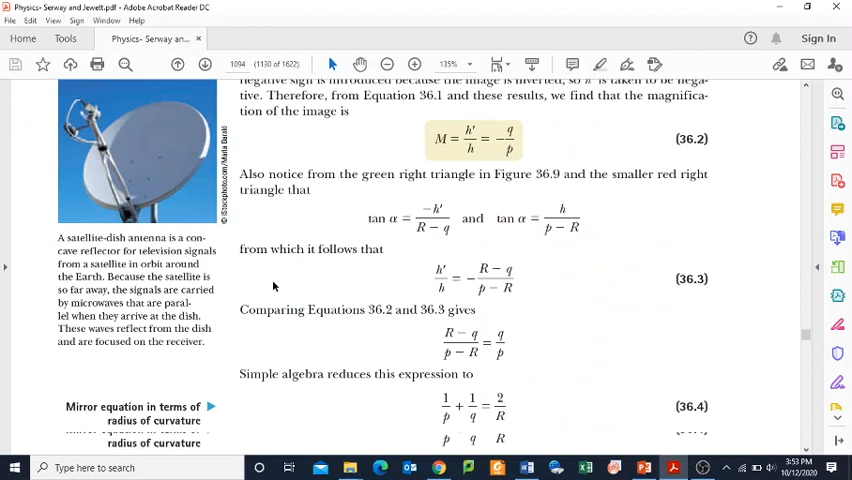 Physics- Serway and Jewett.pdf - Adobe Acrobat Reader DC
File Edit View Sign Window Help
Home Tools Physics- Serway and ... × Sign In
1094 (1130 of 1622) 135%
negative sign is introduced because the image is inverted, so h′ is taken to be nega-
tive. Therefore, from Equation 36.1 and these results, we find that the magnifica-
tion of the image is
M = h′/h = −q/p (36.2)
Also notice from the green right triangle in Figure 36.9 and the smaller red right
triangle that
tan α = −h′/R − q and tan α = h/p − R
from which it follows that
h′/h = −R − q/p − R (36.3)
Comparing Equations 36.2 and 36.3 gives
R − q/p − R = q/p
Simple algebra reduces this expression to
1/p + 1/q = 2/R (36.4)
p q R
© iStockphoto.com/Maria Barski
A satellite-dish antenna is a con-
cave reflector for television signals
from a satellite in orbit around
the Earth. Because the satellite is
so far away, the signals are carried
by microwaves that are paral-
lel when they arrive at the dish.
These waves reflect from the dish
and are focused on the receiver.
Mirror equation in terms of
radius of curvature
radius of curvature
Type here to search
3:53 PM
10/12/2020